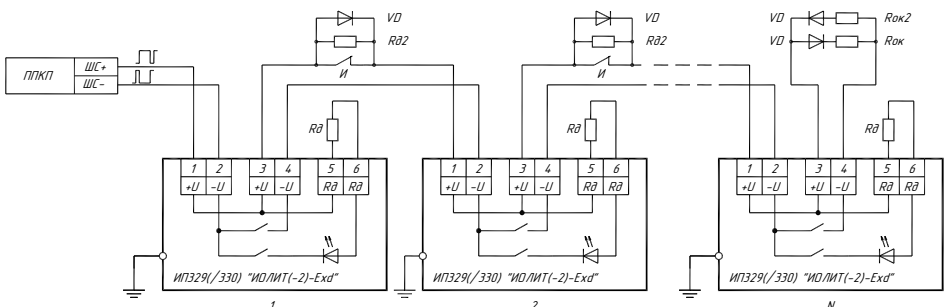 VD
VD
VD
Rок2
Rд2
Rд2
VD
Rок
ППКП
ШС+
ШС-
И
И
Rд
Rд
Rд
1 2 3 4 5 6
+U -U +U -U Rд Rд
1 2 3 4 5 6
+U -U +U -U Rд Rд
1 2 3 4 5 6
+U -U +U -U Rд Rд
ИП329(/330) "ИОЛИТ(-2)-Exd"
ИП329(/330) "ИОЛИТ(-2)-Exd"
ИП329(/330) "ИОЛИТ(-2)-Exd"
1
2
N